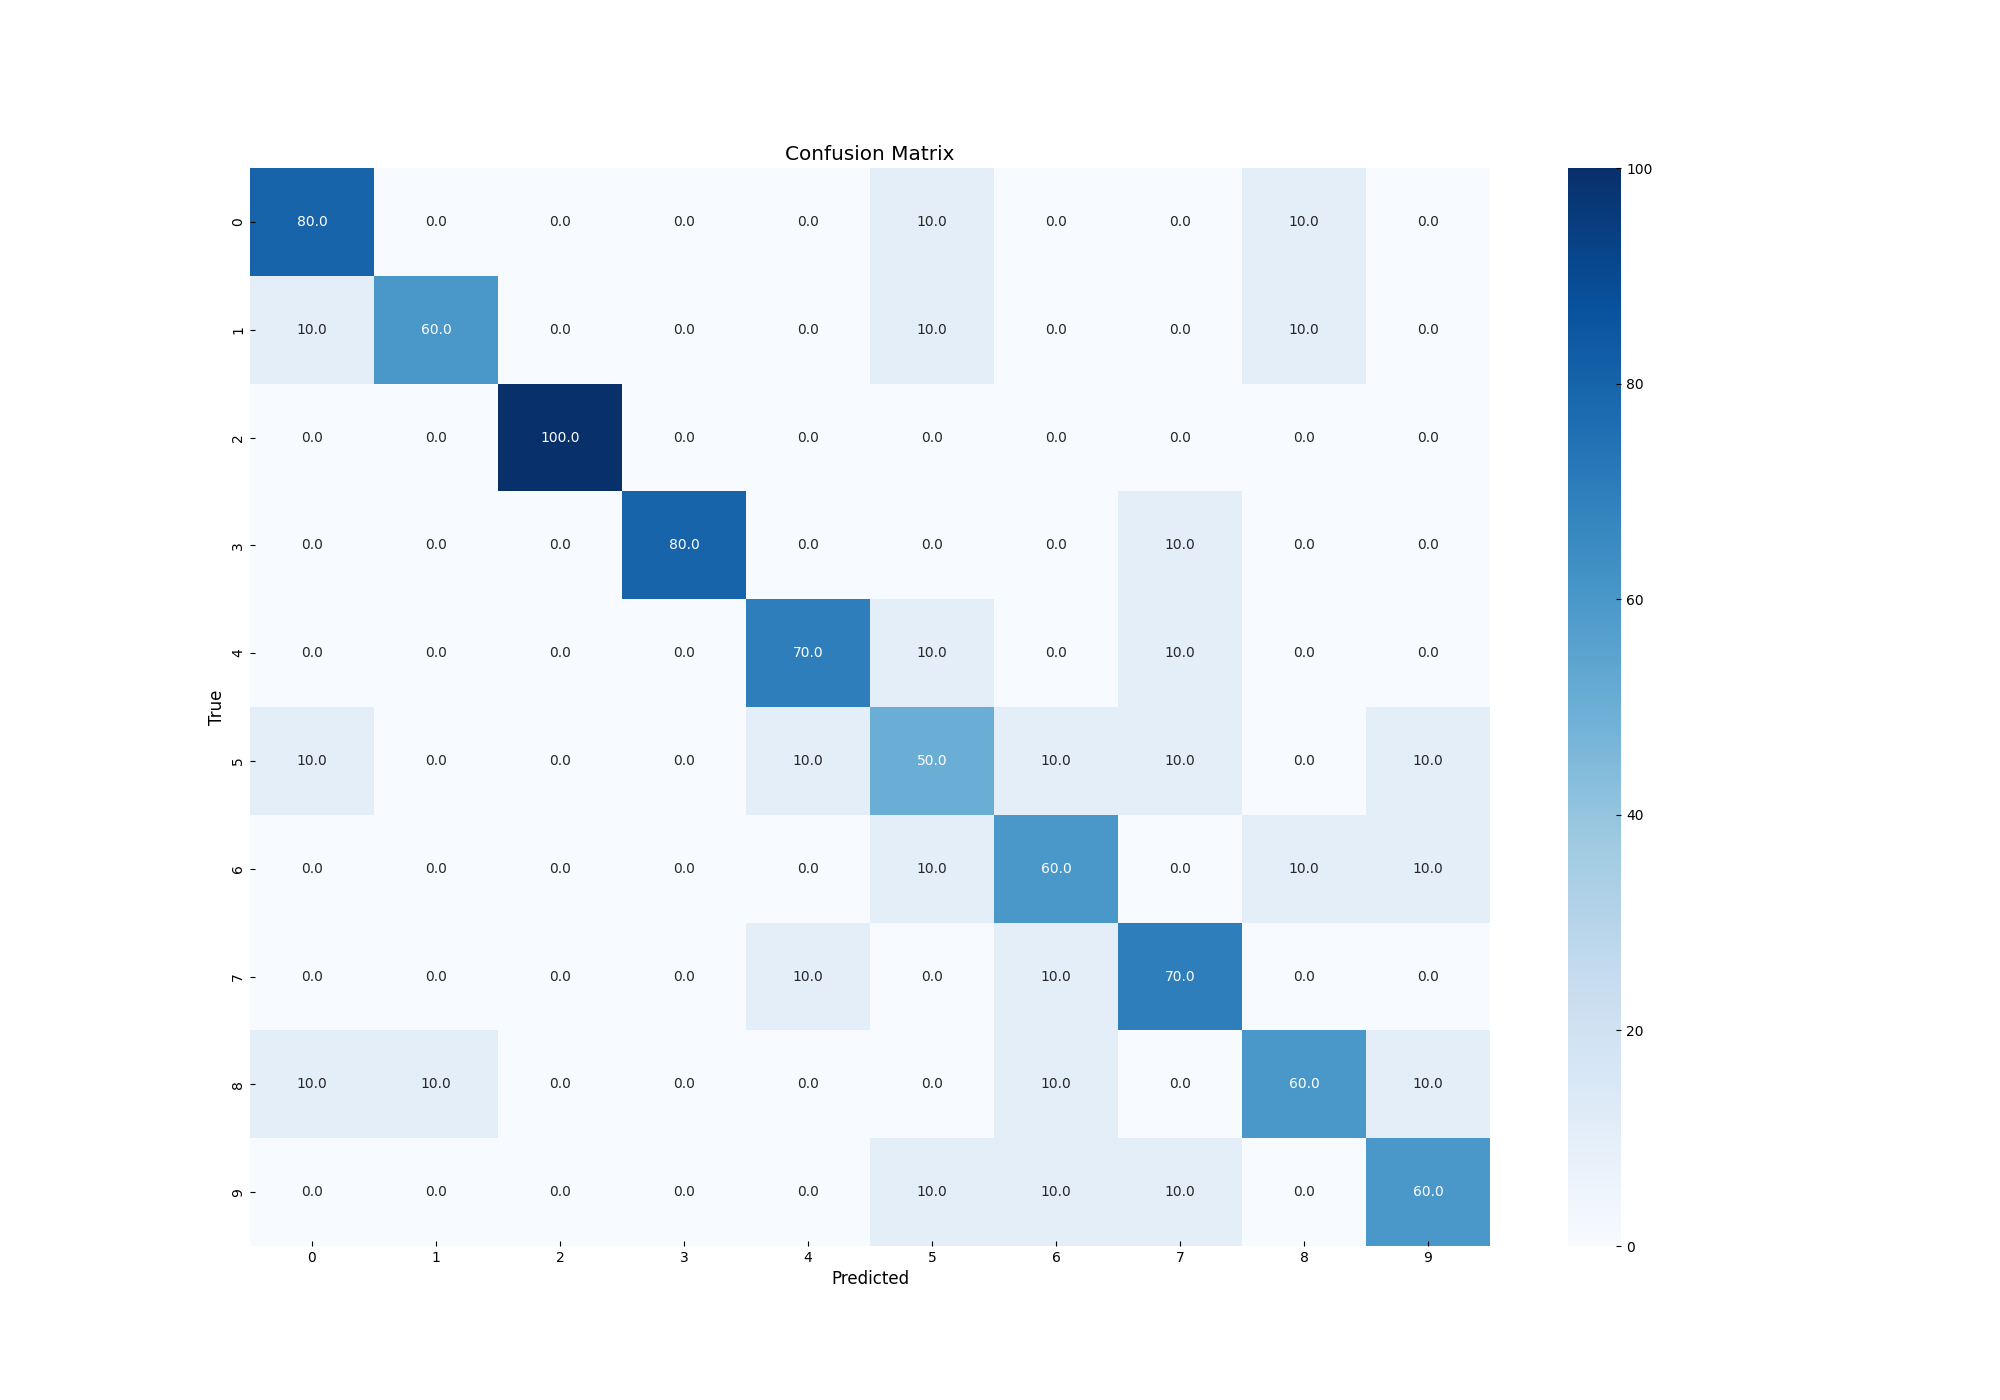 Confusion Matrix
0 80.0 0.0 0.0 0.0 0.0 10.0 0.0 0.0 10.0 0.0
1 10.0 60.0 0.0 0.0 0.0 10.0 0.0 0.0 10.0 0.0
2 0.0 0.0 100.0 0.0 0.0 0.0 0.0 0.0 0.0 0.0
3 0.0 0.0 0.0 80.0 0.0 0.0 0.0 10.0 0.0 0.0
4 0.0 0.0 0.0 0.0 70.0 10.0 0.0 10.0 0.0 0.0
True
5 10.0 0.0 0.0 0.0 10.0 50.0 10.0 10.0 0.0 10.0
6 0.0 0.0 0.0 0.0 0.0 10.0 60.0 0.0 10.0 10.0
7 0.0 0.0 0.0 0.0 10.0 0.0 10.0 70.0 0.0 0.0
8 10.0 10.0 0.0 0.0 0.0 0.0 10.0 0.0 60.0 10.0
9 0.0 0.0 0.0 0.0 0.0 10.0 10.0 10.0 0.0 60.0
0 1 2 3 4 5 6 7 8 9
Predicted
100
80
60
40
20
0